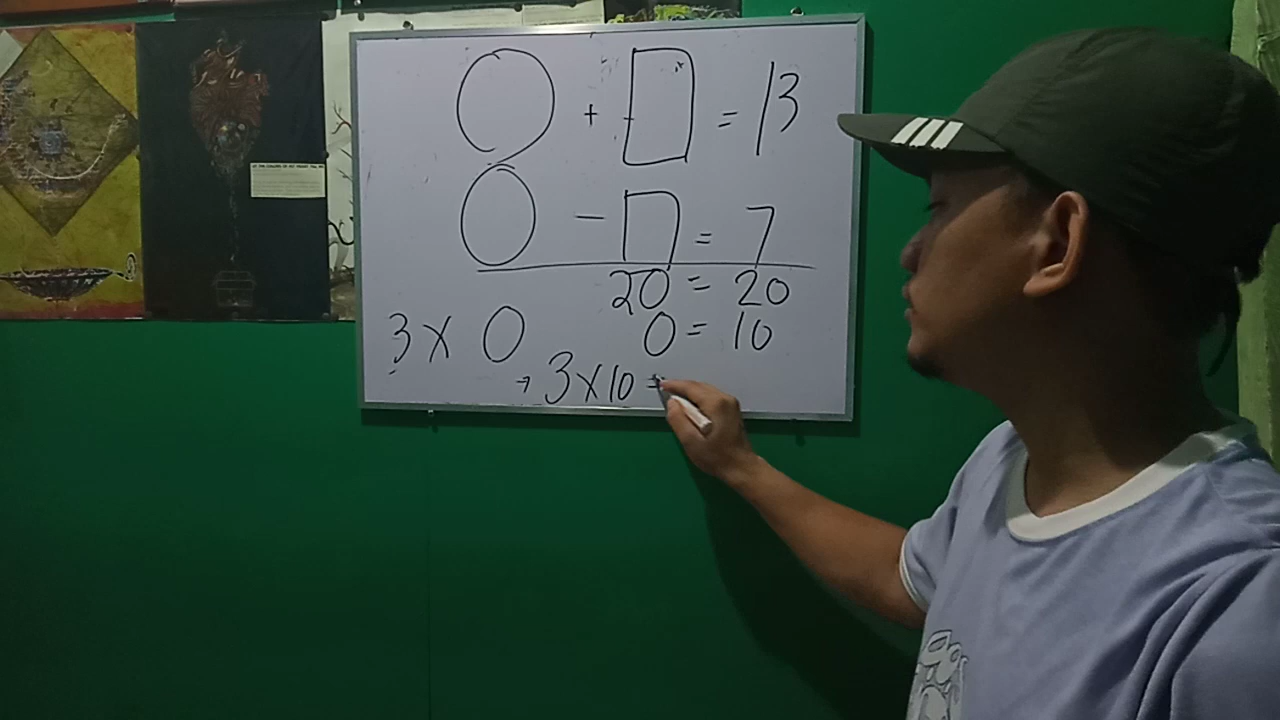 ○ + □ = 13
○ - □ = 7
20 = 20
○ = 10
3 × ○
→ 3 × 10 =